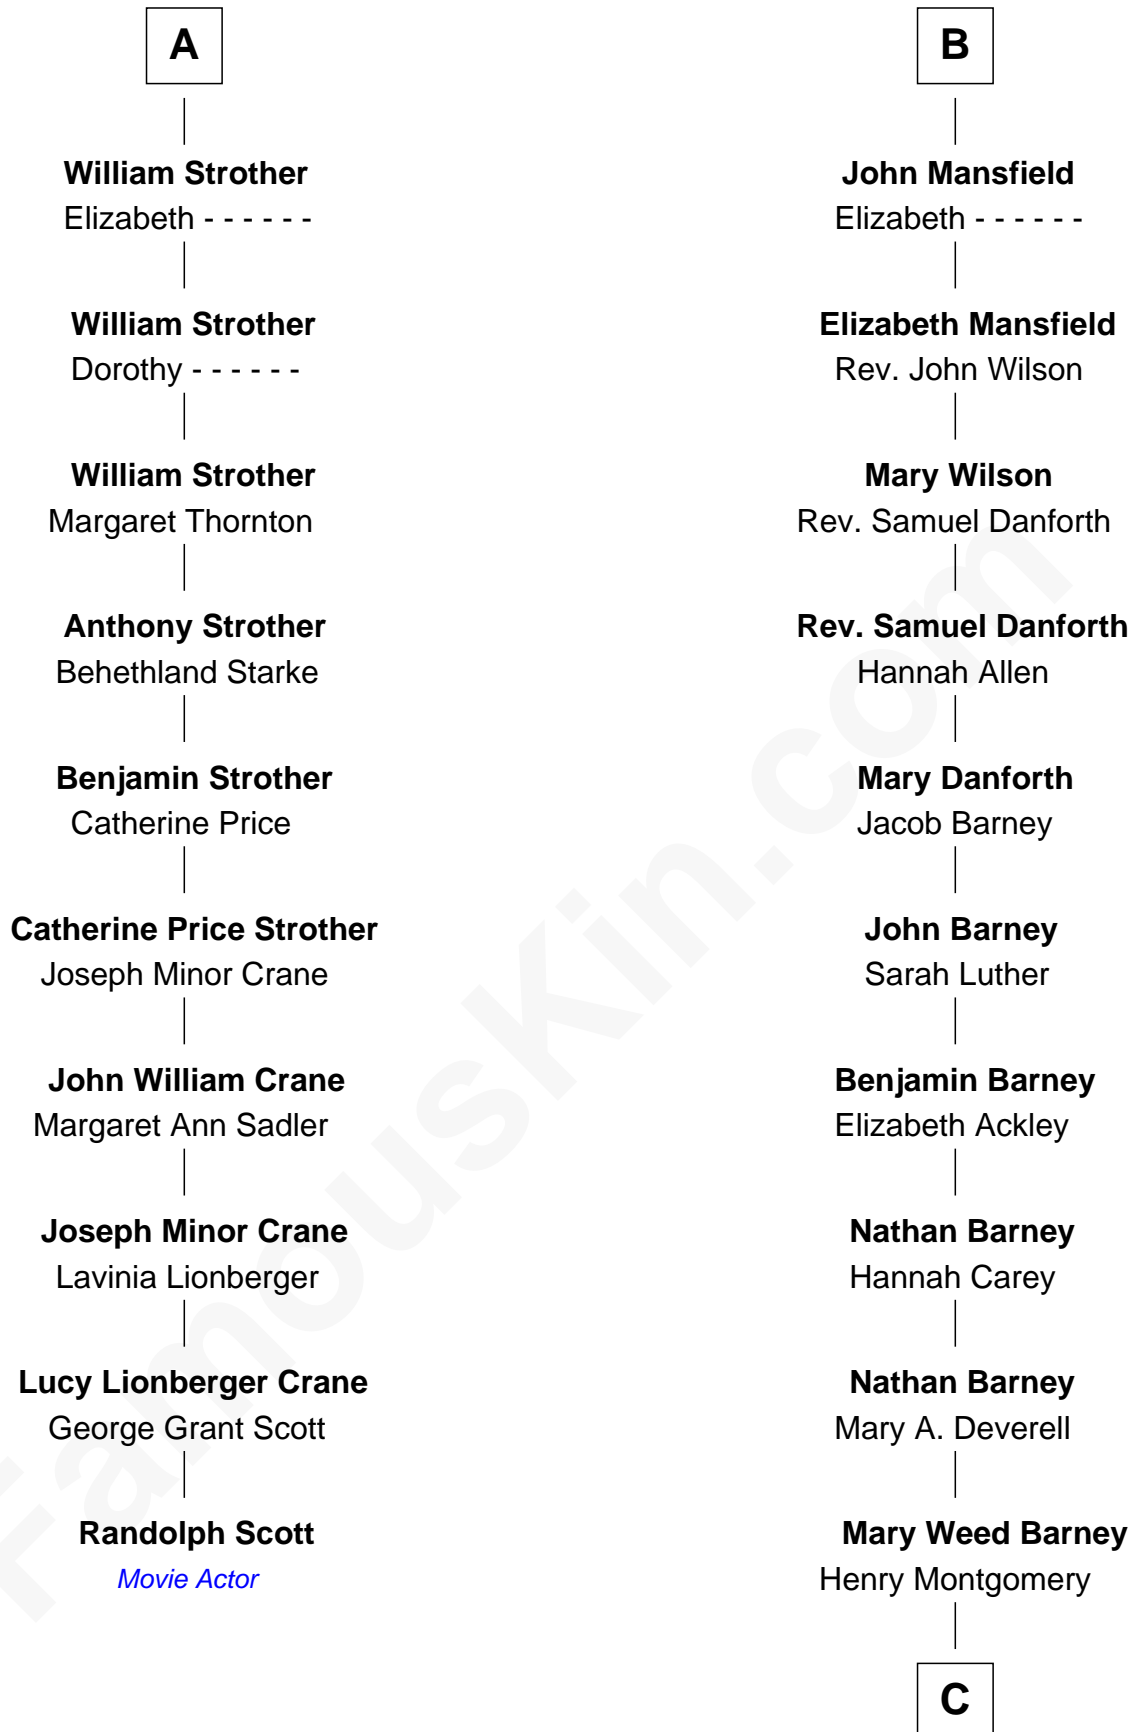 A
William Strother
Elizabeth - - - - - -
William Strother
Dorothy - - - - - -
William Strother
Margaret Thornton
Anthony Strother
Behethland Starke
Benjamin Strother
Catherine Price
Catherine Price Strother
Joseph Minor Crane
John William Crane
Margaret Ann Sadler
Joseph Minor Crane
Lavinia Lionberger
Lucy Lionberger Crane
George Grant Scott
Randolph Scott
Movie Actor
B
John Mansfield
Elizabeth - - - - - -
Elizabeth Mansfield
Rev. John Wilson
Mary Wilson
Rev. Samuel Danforth
Rev. Samuel Danforth
Hannah Allen
Mary Danforth
Jacob Barney
John Barney
Sarah Luther
Benjamin Barney
Elizabeth Ackley
Nathan Barney
Hannah Carey
Nathan Barney
Mary A. Deverell
Mary Weed Barney
Henry Montgomery
C
FamousKin.com